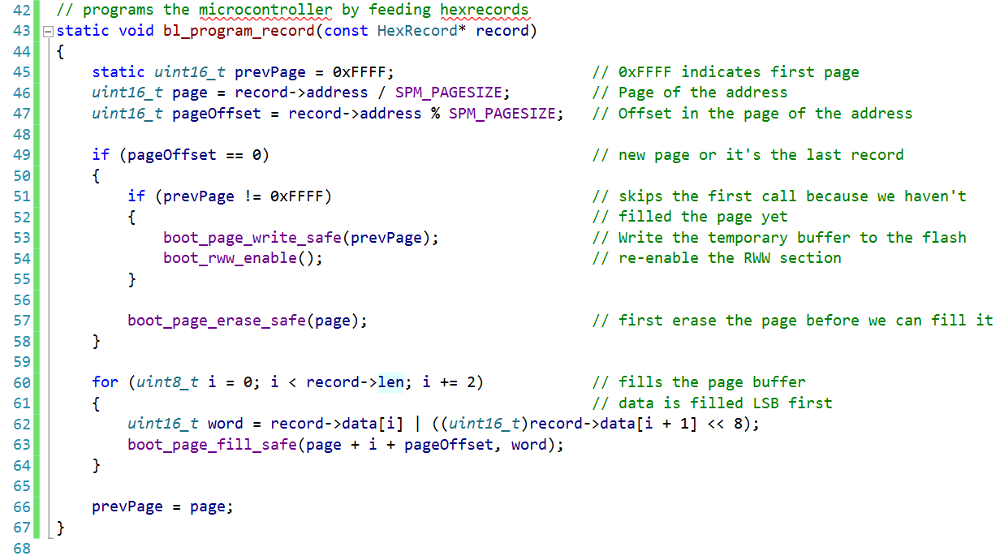 42 // programs the microcontroller by feeding hexrecords
43 static void bl_program_record(const HexRecord* record)
44 {
45     static uint16_t prevPage = 0xFFFF;                      // 0xFFFF indicates first page
46     uint16_t page = record->address / SPM_PAGESIZE;         // Page of the address
47     uint16_t pageOffset = record->address % SPM_PAGESIZE;   // Offset in the page of the address
48
49     if (pageOffset == 0)                                    // new page or it's the last record
50     {
51         if (prevPage != 0xFFFF)                             // skips the first call because we haven't
52         {                                                   // filled the page yet
53             boot_page_write_safe(prevPage);                 // Write the temporary buffer to the flash
54             boot_rww_enable();                              // re-enable the RWW section
55         }
56
57         boot_page_erase_safe(page);                         // first erase the page before we can fill it
58     }
59
60     for (uint8_t i = 0; i < record->len; i += 2)            // fills the page buffer
61     {                                                       // data is filled LSB first
62         uint16_t word = record->data[i] | ((uint16_t)record->data[i + 1] << 8);
63         boot_page_fill_safe(page + i + pageOffset, word);
64     }
65
66     prevPage = page;
67 }
68